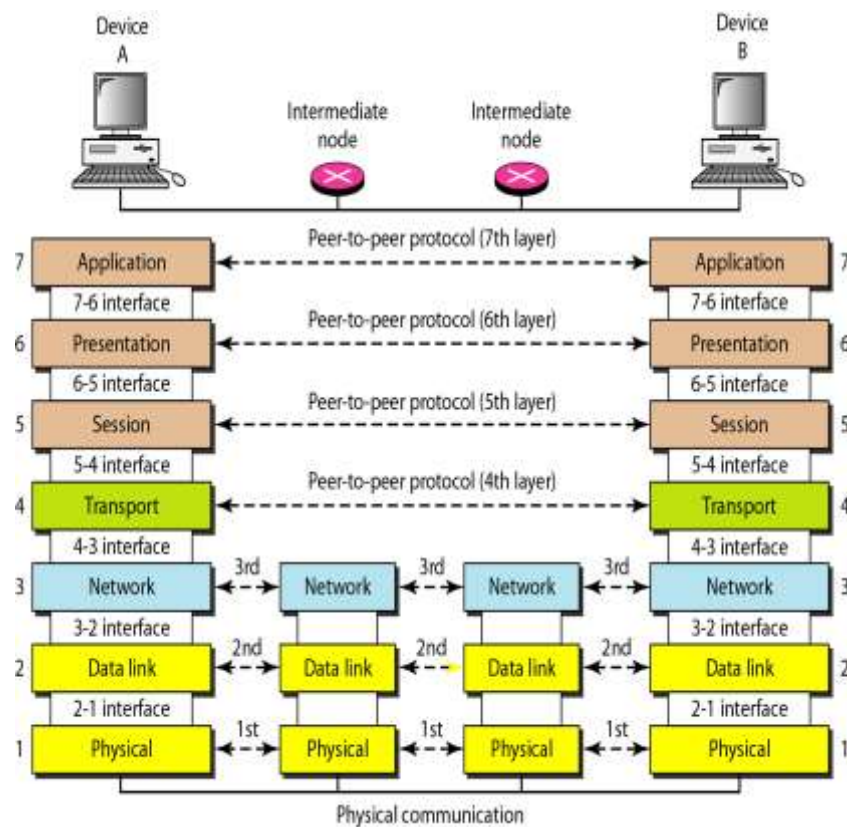 Device
A
Device
B
Intermediate
node
Intermediate
node
Peer-to-peer protocol (7th layer)
7 Application Application 7
7-6 interface 7-6 interface
Peer-to-peer protocol (6th layer)
6 Presentation Presentation 6
6-5 interface 6-5 interface
Peer-to-peer protocol (5th layer)
5 Session Session 5
5-4 interface 5-4 interface
Peer-to-peer protocol (4th layer)
4 Transport Transport 4
4-3 interface 4-3 interface
3rd 3rd 3rd
3 Network Network Network Network 3
3-2 interface 3-2 interface
2nd 2nd 2nd
2 Data link Data link Data link Data link 2
2-1 interface 2-1 interface
1st 1st 1st
1 Physical Physical Physical Physical 1
Physical communication